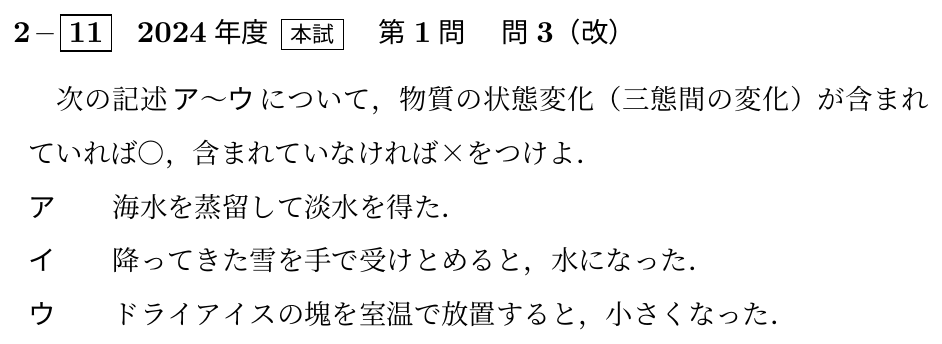 2-11 2024 年度 本試 第 1 問 問 3（改）
次の記述ア～ウについて，物質の状態変化（三態間の変化）が含まれ
ていれば○，含まれていなければ×をつけよ．
ア 海水を蒸留して淡水を得た．
イ 降ってきた雪を手で受けとめると，水になった．
ウ ドライアイスの塊を室温で放置すると，小さくなった．